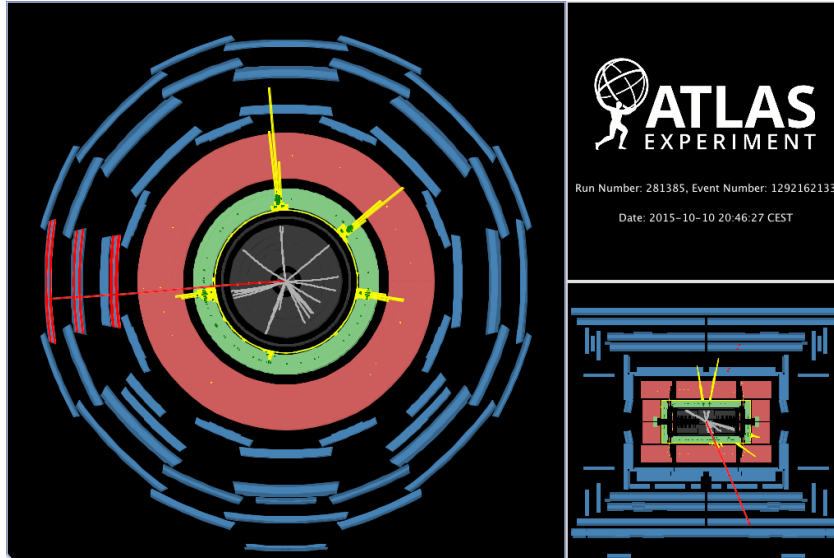 ATLAS
EXPERIMENT
Run Number: 281385, Event Number: 1292162133
Date: 2015-10-10 20:46:27 CEST